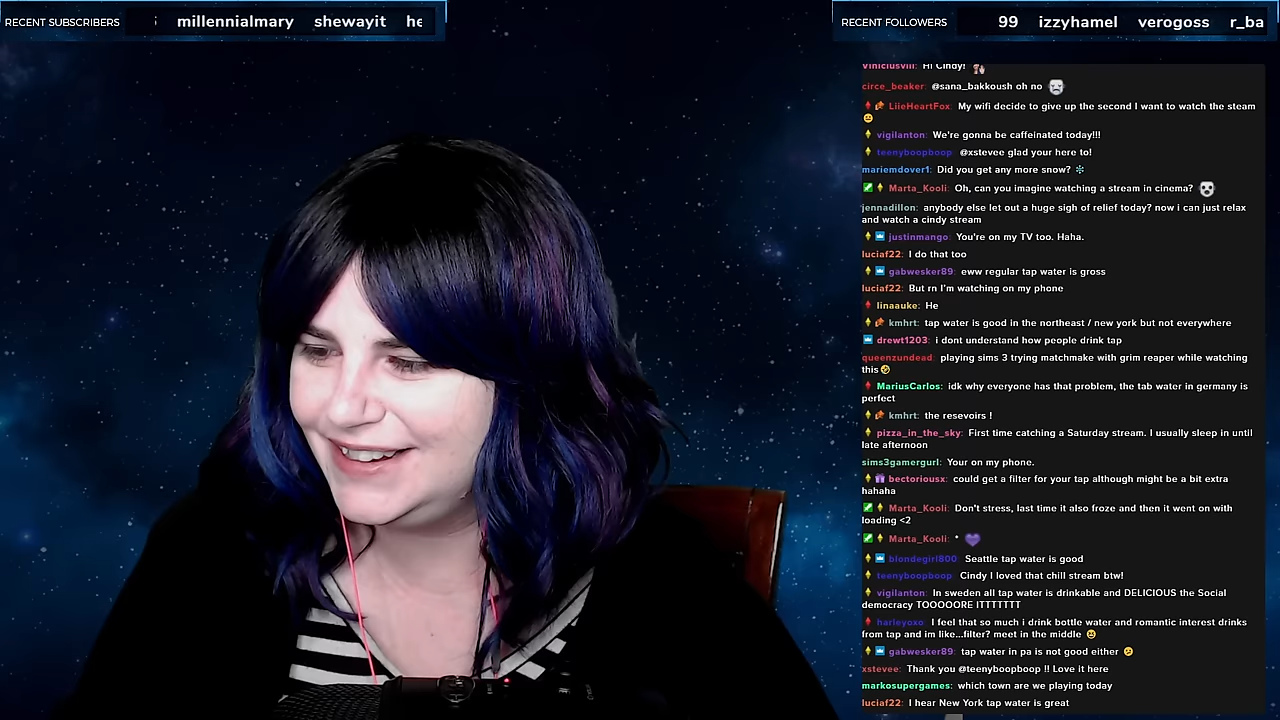 RECENT SUBSCRIBERS
millennialmary shewayit he
RECENT FOLLOWERS
99 izzyhamel verogoss r_ba
viniciusviii: Hi Cindy!
circe_beaker: @sana_bakkoush oh no
LiieHeartFox: My wifi decide to give up the second I want to watch the steam
vigilanton: We're gonna be caffeinated today!!!
teenyboopboop: @xstevee glad your here to!
mariemdover1: Did you get any more snow?
Marta_Kooli: Oh, can you imagine watching a stream in cinema?
jennadillon: anybody else let out a huge sigh of relief today? now i can just relax
and watch a cindy stream
justinmango: You're on my TV too. Haha.
luciaf22: I do that too
gabwesker89: eww regular tap water is gross
luciaf22: But rn I'm watching on my phone
linaauke: He
kmhrt: tap water is good in the northeast / new york but not everywhere
drewt1203: i dont understand how people drink tap
queenzundead: playing sims 3 trying matchmake with grim reaper while watching
this
MariusCarlos: idk why everyone has that problem, the tab water in germany is
perfect
kmhrt: the resevoirs !
pizza_in_the_sky: First time catching a Saturday stream. I usually sleep in until
late afternoon
sims3gamergurl: Your on my phone.
bectoriousx: could get a filter for your tap although might be a bit extra
hahaha
Marta_Kooli: Don't stress, last time it also froze and then it went on with
loading <2
Marta_Kooli: *
blondegirl800 Seattle tap water is good
teenyboopboop: Cindy I loved that chill stream btw!
vigilanton: In sweden all tap water is drinkable and DELICIOUS the Social
democracy TOOOOORE ITTTTTTT
harleyoxo: I feel that so much i drink bottle water and romantic interest drinks
from tap and im like...filter? meet in the middle
gabwesker89: tap water in pa is not good either
xstevee: Thank you @teenyboopboop !! Love it here
markosupergames: which town are we playing today
luciaf22: I hear New York tap water is great